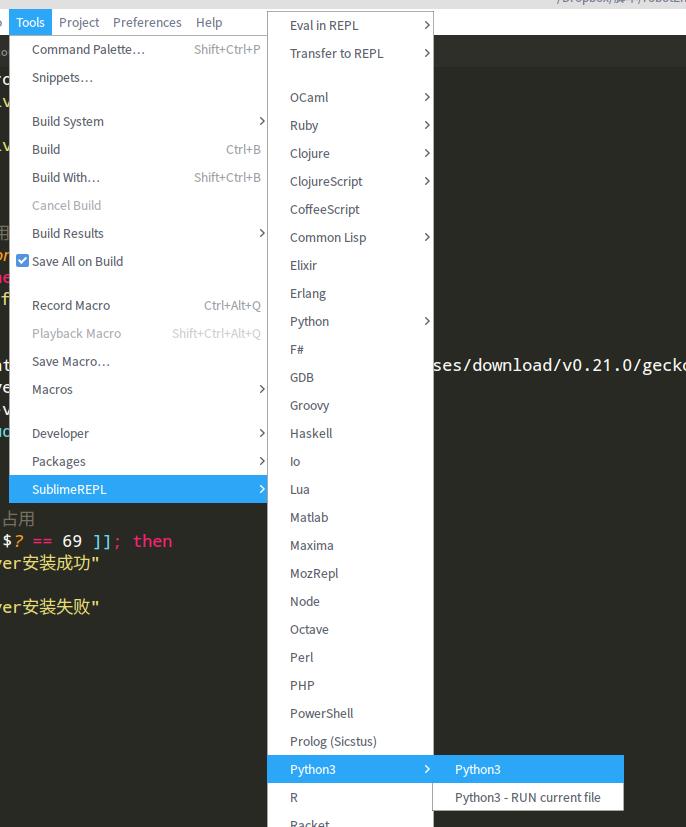 Tools Project Preferences Help
Command Palette… Shift+Ctrl+P
Snippets…
Build System
Build Ctrl+B
Build With… Shift+Ctrl+B
Cancel Build
Build Results
Save All on Build
Record Macro Ctrl+Alt+Q
Playback Macro Shift+Ctrl+Alt+Q
Save Macro…
Macros
Developer
Packages
SublimeREPL
Eval in REPL
Transfer to REPL
OCaml
Ruby
Clojure
ClojureScript
CoffeeScript
Common Lisp
Elixir
Erlang
Python
F#
GDB
Groovy
Haskell
Io
Lua
Matlab
Maxima
MozRepl
Node
Octave
Perl
PHP
PowerShell
Prolog (Sicstus)
Python3
R
Racket
Python3
Python3 - RUN current file
ses/download/v0.21.0/gecko
占用
$? == 69 ]]; then
ver安装成功"
ver安装失败"